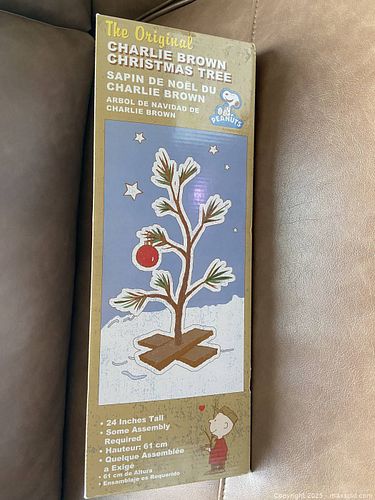 The Original
CHARLIE BROWN
CHRISTMAS TREE
SAPIN DE NOËL DU
CHARLIE BROWN
ARBOL DE NAVIDAD DE
CHARLIE BROWN
PEANUTS
• 24 Inches Tall
• Some Assembly
Required
• Hauteur: 61 cm
• Quelque Assemblée
a Exigé
• 61 cm de Altura
• Ensamblaje es Requerido
Copyright 2025 - maxsold.com